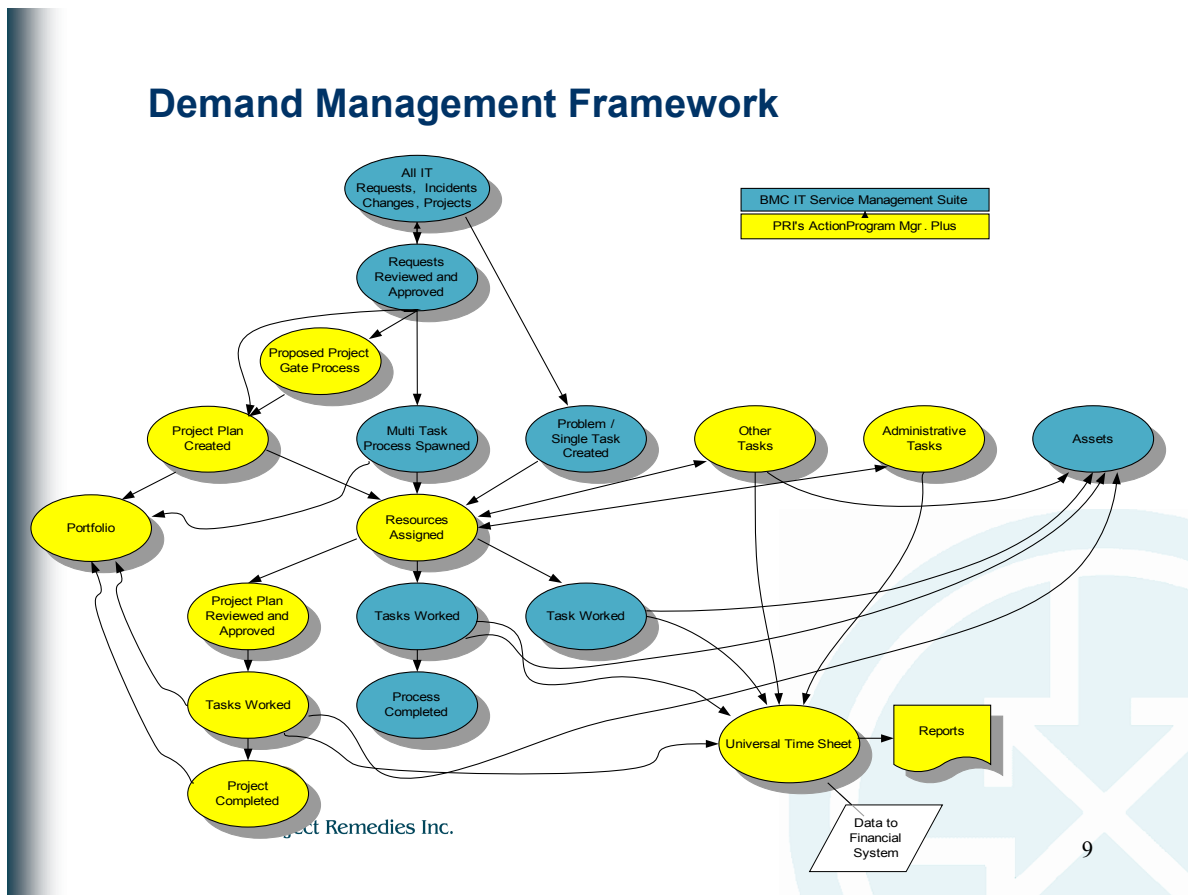 Demand Management Framework
All IT
Requests, Incidents
Changes, Projects
BMC IT Service Management Suite
PRI's ActionProgram Mgr. Plus
Requests
Reviewed and
Approved
Proposed Project
Gate Process
Project Plan
Created
Multi Task
Process Spawned
Problem /
Single Task
Created
Other
Tasks
Administrative
Tasks
Assets
Portfolio
Resources
Assigned
Project Plan
Reviewed and
Approved
Tasks Worked
Task Worked
Tasks Worked
Process
Completed
Universal Time Sheet
Reports
Project
Completed
Remedies Inc.
Data to
Financial
System
9